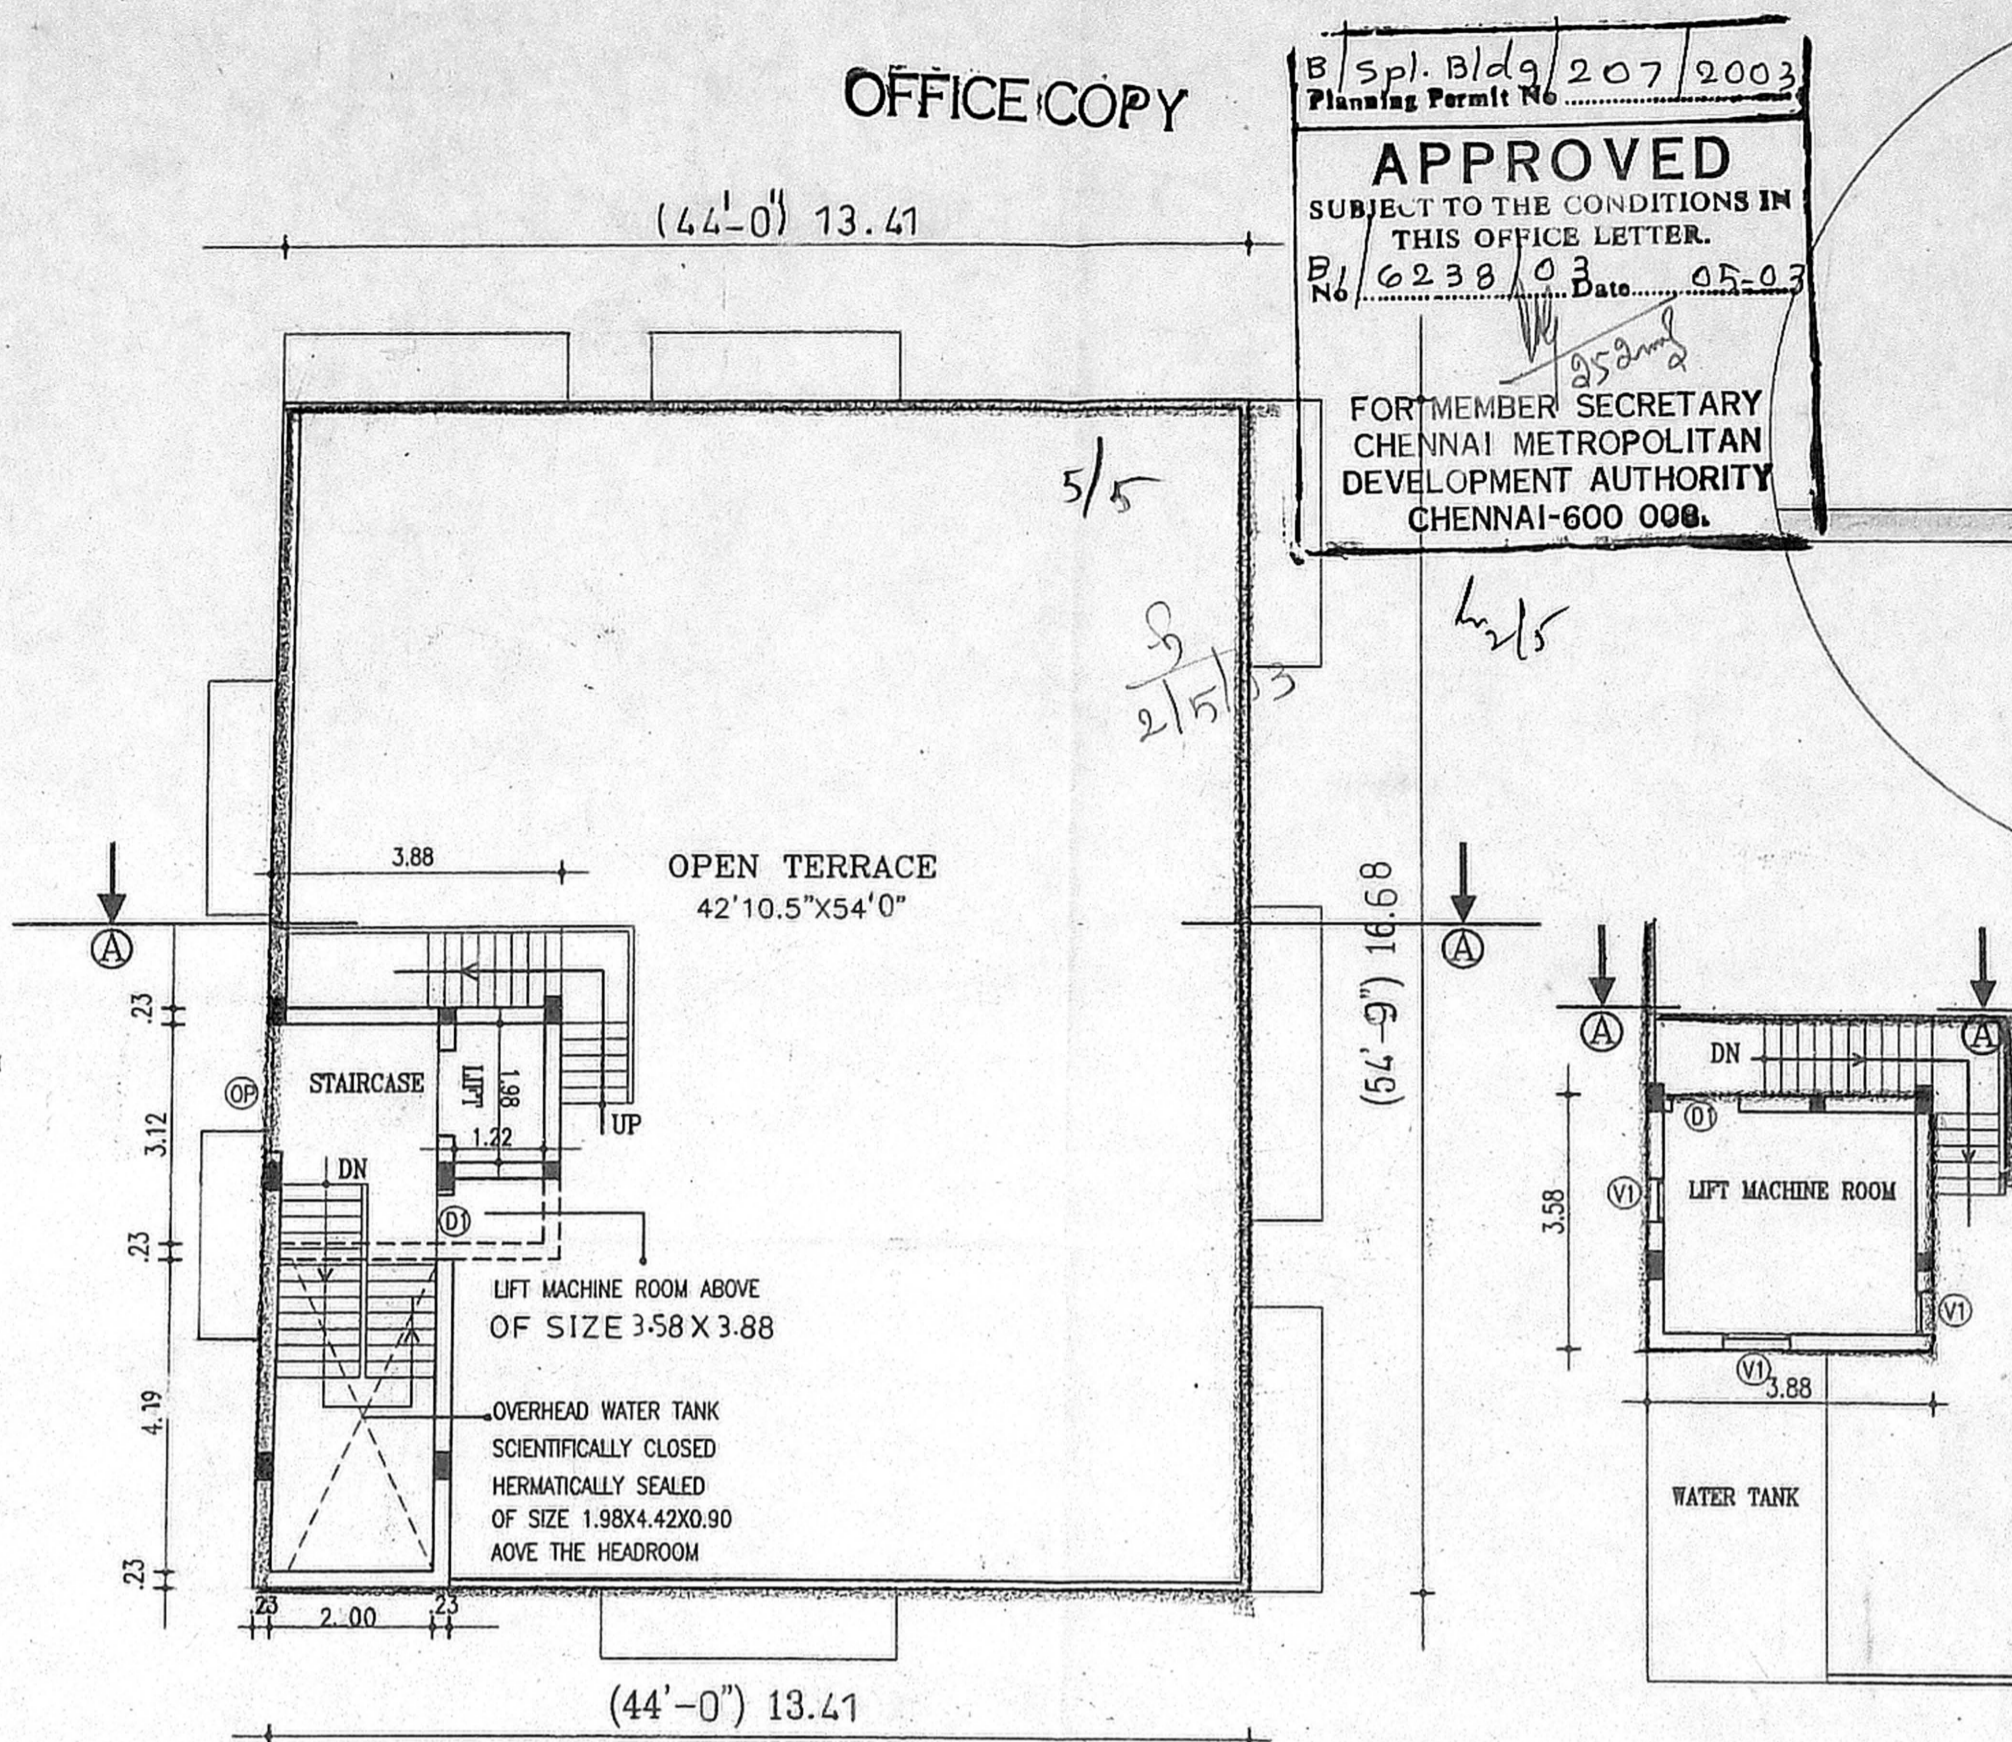 OFFICE COPY
B/Spl. Bldg/207/2003
Planning Permit No
APPROVED
SUBJECT TO THE CONDITIONS IN
THIS OFFICE LETTER.
B/
No /6238/03 Date 05-03
FOR MEMBER SECRETARY
CHENNAI METROPOLITAN
DEVELOPMENT AUTHORITY
CHENNAI-600 008.
(44'-0") 13.41
5/5
2/5
2/5/03
3.88
OPEN TERRACE
42'10.5"X54'0"
(54'-9") 16.68
A
A
.23
3.12
.23
4.19
.23
OP
STAIRCASE
LIFT
1.98
1.22
UP
DN
D1
LIFT MACHINE ROOM ABOVE
OF SIZE 3.58 X 3.88
OVERHEAD WATER TANK
SCIENTIFICALLY CLOSED
HERMATICALLY SEALED
OF SIZE 1.98X4.42X0.90
AOVE THE HEADROOM
.23
2.00
.23
(44'-0") 13.41
A
A
DN
D1
3.58
V1
LIFT MACHINE ROOM
V1
V1
3.88
WATER TANK